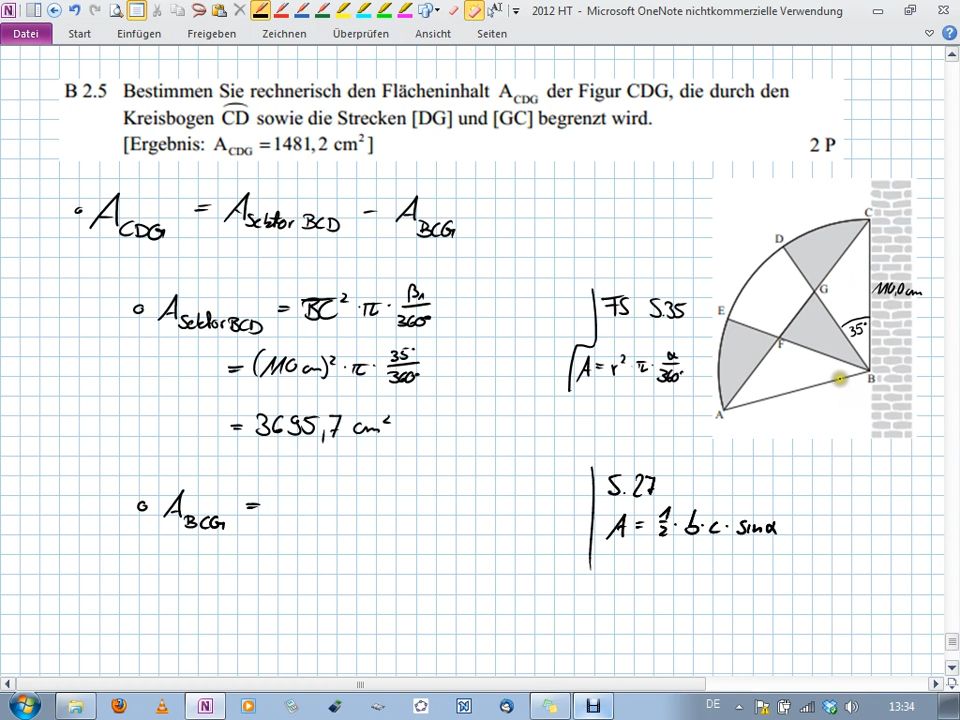 2012 HT - Microsoft OneNote nichtkommerzielle Verwendung
Datei Start Einfügen Freigeben Zeichnen Überprüfen Ansicht Seiten
B 2.5 Bestimmen Sie rechnerisch den Flächeninhalt A_CDG der Figur CDG, die durch den
Kreisbogen CD sowie die Strecken [DG] und [GC] begrenzt wird.
[Ergebnis: A_CDG = 1481,2 cm²] 2 P
• A_CDG = A_Sektor BCD - A_BCG
∘ A_Sektor BCD = BC² · π · β₁/360°
= (110 cm)² · π · 35°/360°
= 3695,7 cm²
FS S.35
A = r² · π · α/360°
∘ A_BCG =
S. 27
A = 1/2 · b · c · sin α
C
D
G
110,0 cm
E
35°
F
B
A
DE 13:34